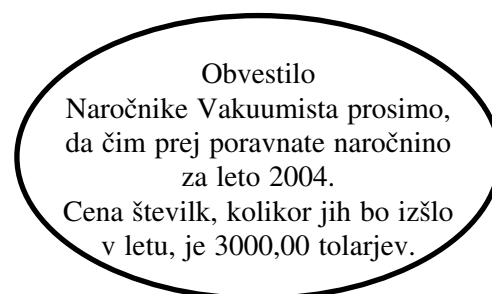 Obvestilo
Naročnike Vakuumista prosimo,
da čim prej poravnate naročnino
za leto 2004.
Cena številk, kolikor jih bo izšlo
v letu, je 3000,00 tolarjev.